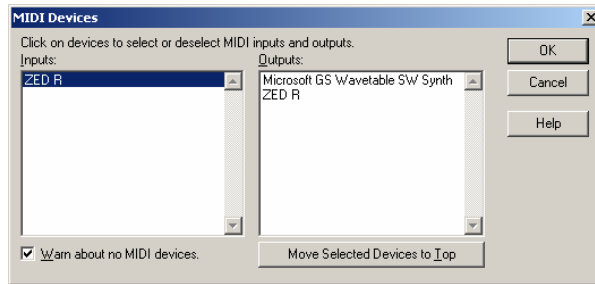 MIDI Devices
Click on devices to select or deselect MIDI inputs and outputs.
Inputs:
Outputs:
ZED R
Microsoft GS Wavetable SW Synth
ZED R
OK
Cancel
Help
Warn about no MIDI devices.
Move Selected Devices to Top